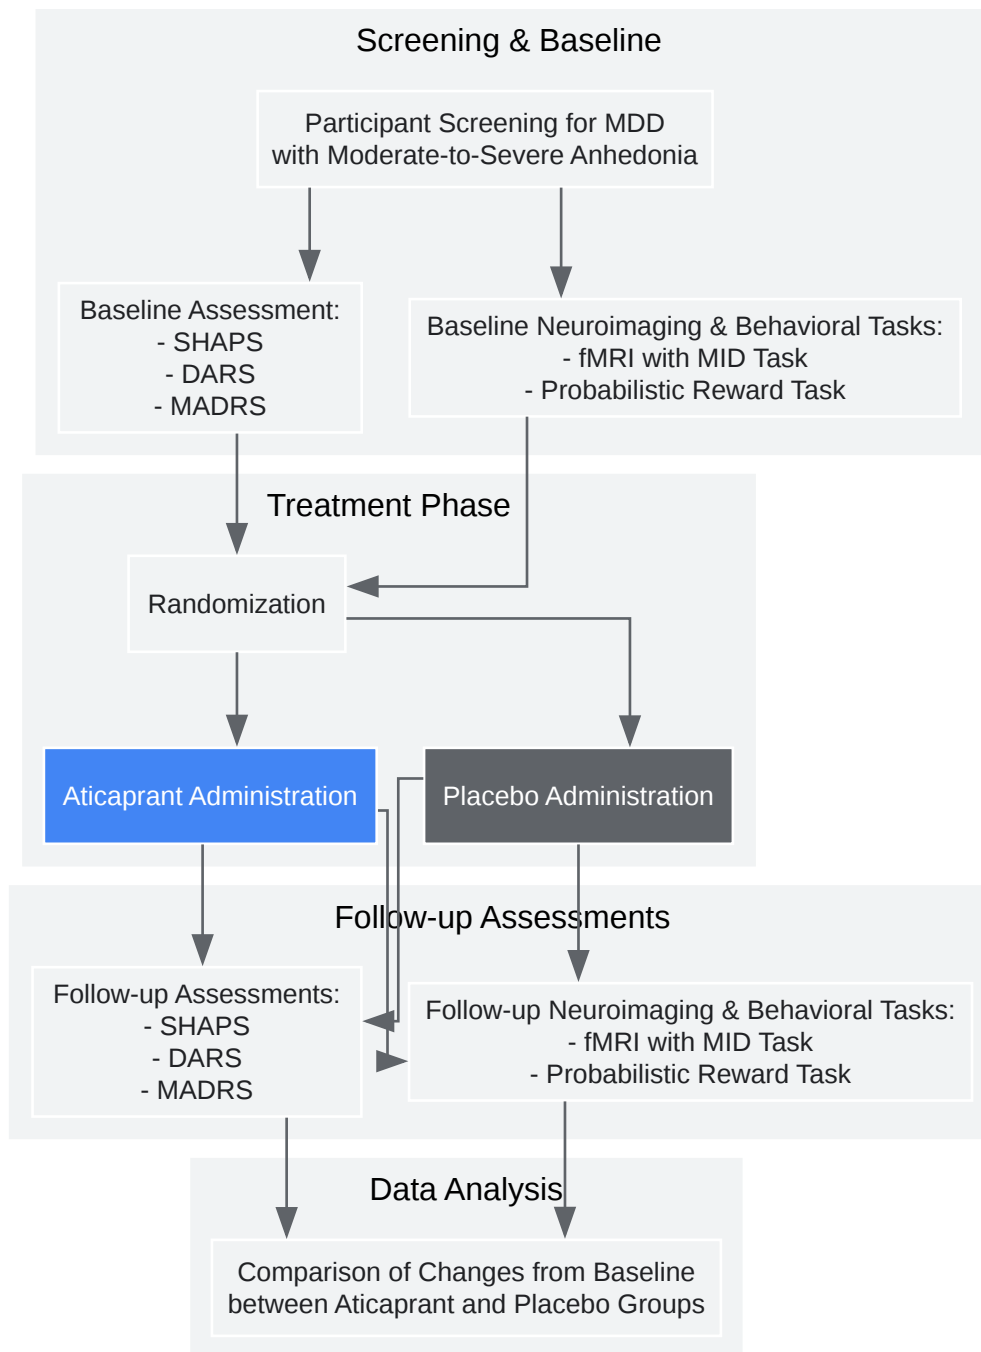 Screening & Baseline
Participant Screening for MDD
with Moderate-to-Severe Anhedonia
Baseline Assessment:
- SHAPS
- DARS
- MADRS
Baseline Neuroimaging & Behavioral Tasks:
- fMRI with MID Task
- Probabilistic Reward Task
Treatment Phase
Randomization
Aticaprant Administration
Placebo Administration
Follow-up Assessments
Follow-up Assessments:
- SHAPS
- DARS
- MADRS
Follow-up Neuroimaging & Behavioral Tasks:
- fMRI with MID Task
- Probabilistic Reward Task
Data Analysis
Comparison of Changes from Baseline
between Aticaprant and Placebo Groups